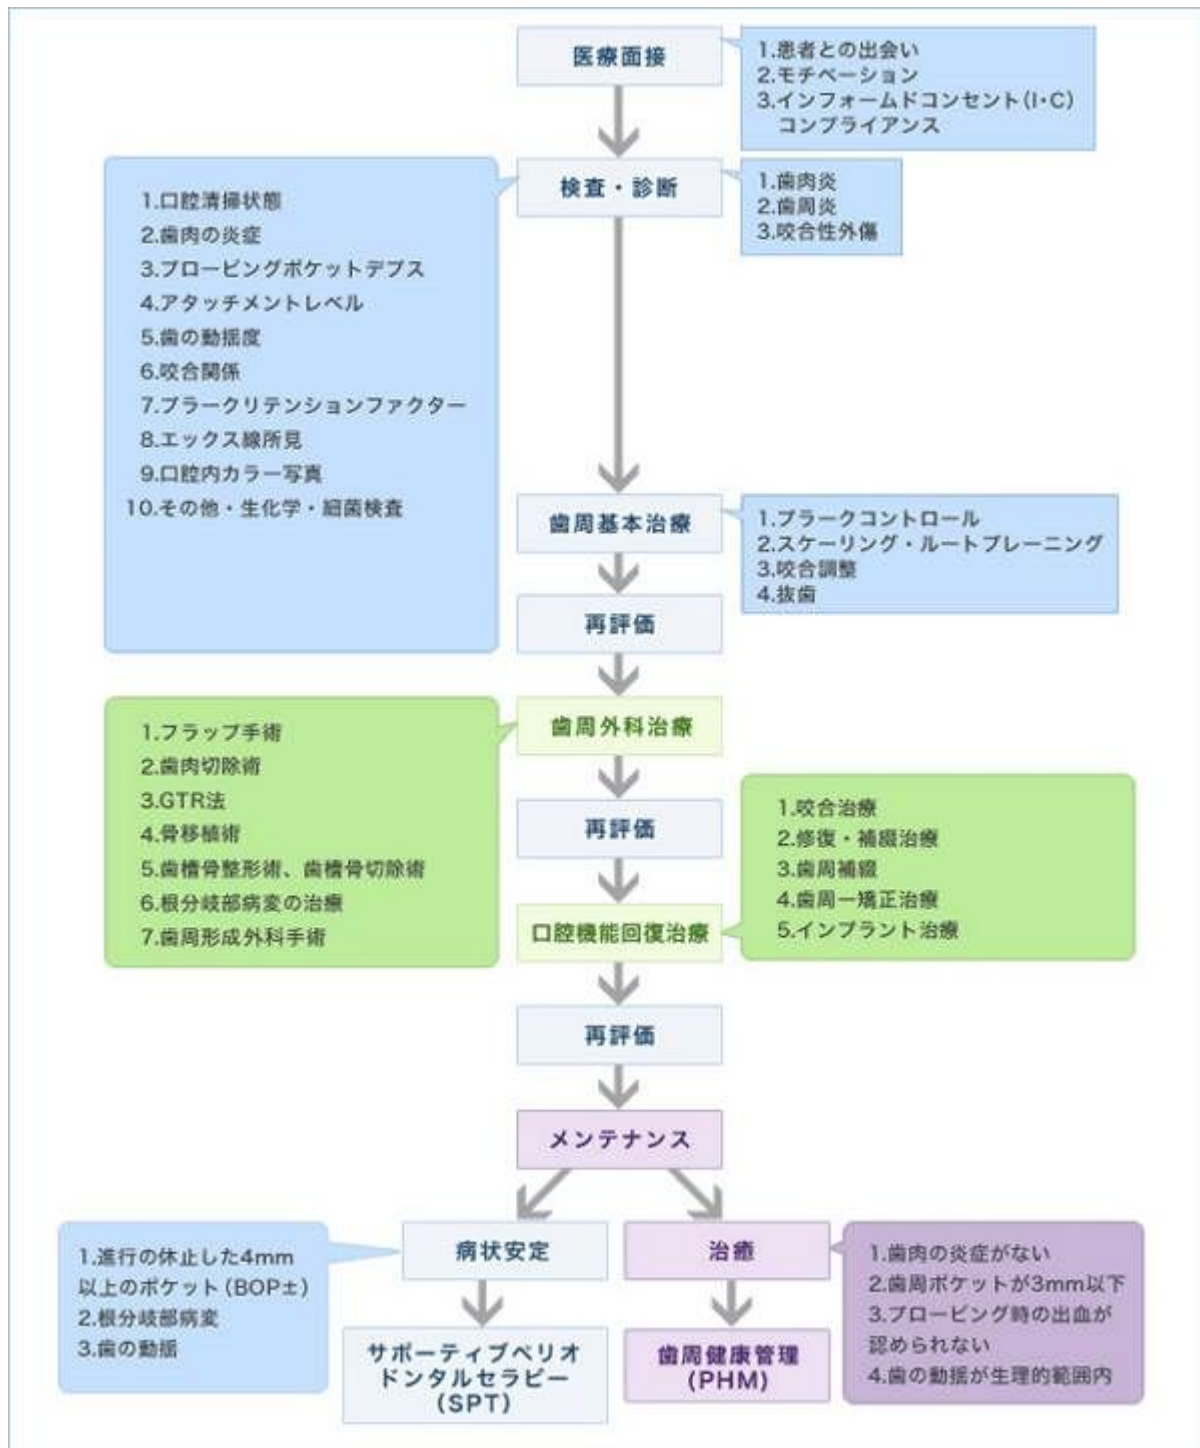 医療面接
1.患者との出会い
2.モチベーション
3.インフォームドコンセント(I・C)
コンプライアンス
検査・診断
1.口腔清掃状態
2.歯肉の炎症
3.プロービングポケットデプス
4.アタッチメントレベル
5.歯の動揺度
6.咬合関係
7.プラークリテンションファクター
8.エックス線所見
9.口腔内カラー写真
10.その他・生化学・細菌検査
1.歯肉炎
2.歯周炎
3.咬合性外傷
歯周基本治療
1.プラークコントロール
2.スケーリング・ルートプレーニング
3.咬合調整
4.抜歯
再評価
歯周外科治療
1.フラップ手術
2.歯肉切除術
3.GTR法
4.骨移植術
5.歯槽骨整形術、歯槽骨切除術
6.根分岐部病変の治療
7.歯周形成外科手術
再評価
口腔機能回復治療
1.咬合治療
2.修復・補綴治療
3.歯周補綴
4.歯周一矯正治療
5.インプラント治療
再評価
メンテナンス
病状安定
1.進行の休止した4mm
以上のポケット(BOP±)
2.根分岐部病変
3.歯の動揺
サポーティブペリオ
ドンタルセラピー
(SPT)
治癒
1.歯肉の炎症がない
2.歯周ポケットが3mm以下
3.プロービング時の出血が
認められない
4.歯の動揺が生理的範囲内
歯周健康管理
(PHM)